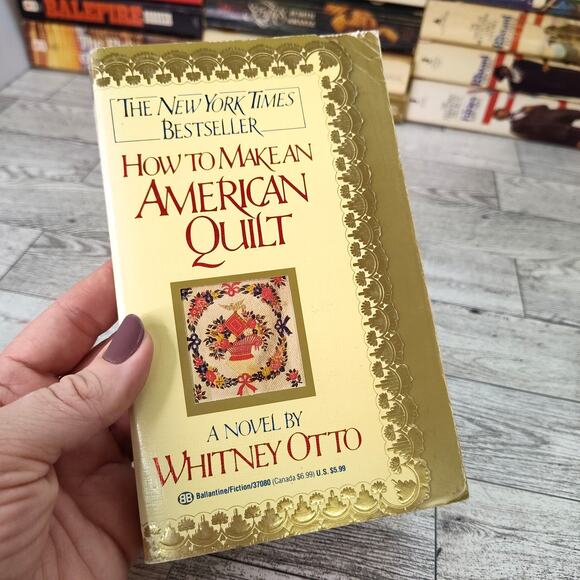 BALEFIRE
THE NEW YORK TIMES
BESTSELLER
HOW TO MAKE AN
AMERICAN
QUILT
A NOVEL BY
WHITNEY OTTO
BB Ballantine/Fiction/37080 (Canada $6.99) U.S. $5.99